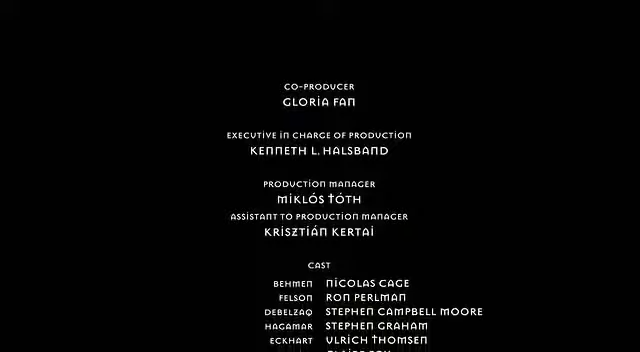 CO-PRODUCER
GLORIA FAN
EXECUTIVE IN CHARGE OF PRODUCTION
KENNETH L. HALSBAND
PRODUCTION MANAGER
MIKLÓS TÓTH
ASSISTANT TO PRODUCTION MANAGER
KRISZTIÁN KERTAI
CAST
BEHMEN NICOLAS CAGE
FELSON RON PERLMAN
DEBELZAQ STEPHEN CAMPBELL MOORE
HAGAMAR STEPHEN GRAHAM
ECKHART ULRICH THOMSEN